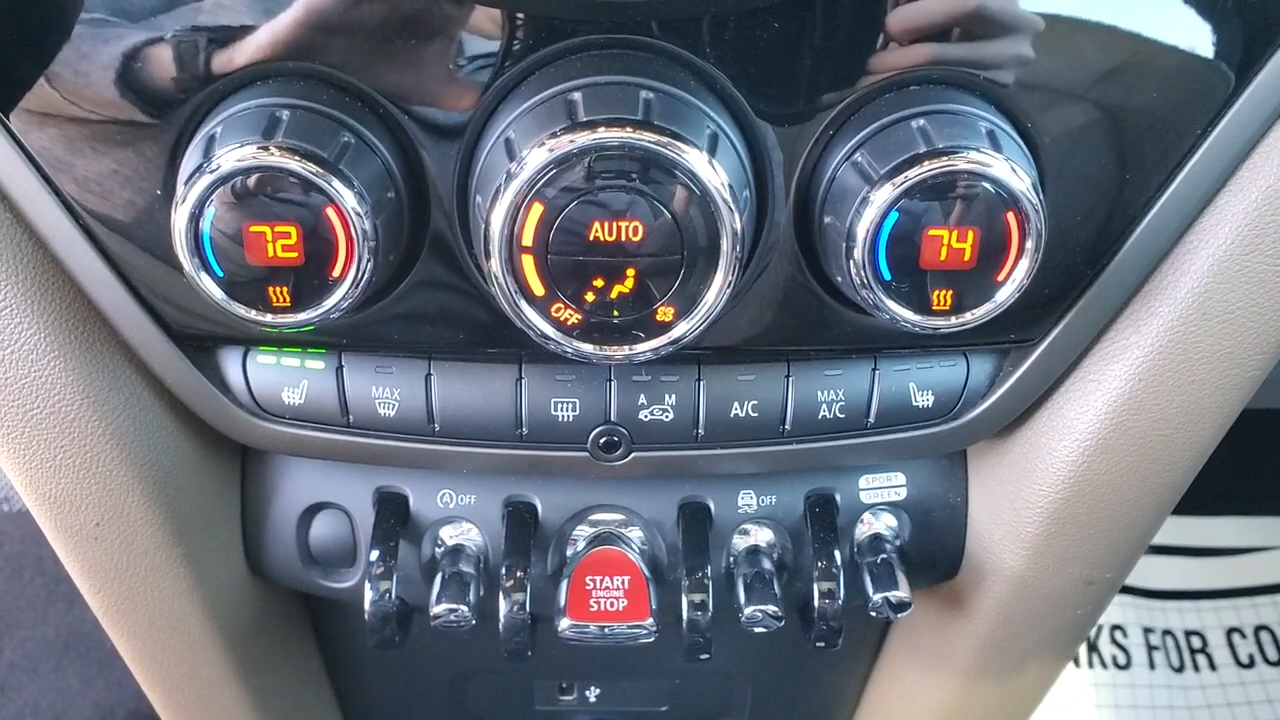 72
AUTO
74
OFF
MAX
A M
A/C
MAX
A/C
A OFF
OFF
SPORT
GREEN
START
ENGINE
STOP
KS FOR CO